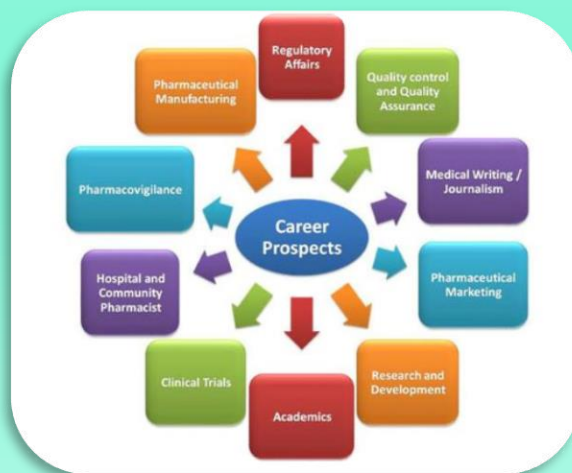 Career
Prospects
Regulatory
Affairs
Quality control
and Quality
Assurance
Medical Writing /
Journalism
Pharmaceutical
Marketing
Research and
Development
Academics
Clinical Trials
Hospital and
Community
Pharmacist
Pharmacovigilance
Pharmaceutical
Manufacturing